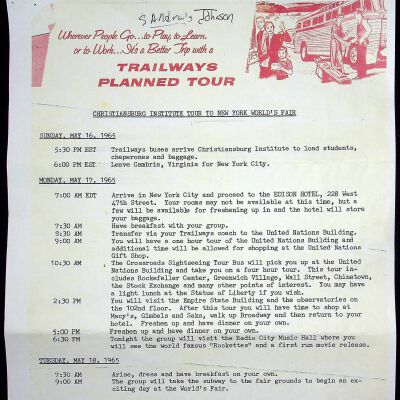 S Andrews Johnson
Wherever People Go...to Play, to Learn,
or to Work...It's a Better Trip with a
TRAILWAYS
PLANNED TOUR
CHRISTIANSBURG INSTITUTE TOUR TO NEW YORK WORLD'S FAIR
SUNDAY, MAY 16, 1965
5:30 PM EST Trailways buses arrive Christiansburg Institute to load students,
chaperones and baggage.
6:00 PM EST Leave Cambria, Virginia for New York City.
MONDAY, MAY 17, 1965
7:00 AM EDT Arrive in New York City and proceed to the EDISON HOTEL, 228 West
47th Street. Your rooms may not be available at this time, but a
few will be available for freshening up in and the hotel will store
your baggage.
7:30 AM Have breakfast with your group.
8:30 AM Transfer via your Trailways coach to the United Nations Building.
9:00 AM You will have a one hour tour of the United Nations Building and
additional time will be allowed for shopping at the United Nations
Gift Shop.
10:30 AM The Crossroads Sightseeing Tour Bus will pick you up at the United
Nations Building and take you on a four hour tour. This tour in-
cludes Rockefeller Center, Greenwich Village, Wall Street, Chinatown,
the Stock Exchange and many other points of interest. You may have
a light lunch at the Statue of Liberty if you wish.
2:30 PM You will visit the Empire State Building and the observatories on
the 102nd floor. After this tour you will have time to shop at
Macy's, Gimbels and Saks, walk up Broadway and then return to your
hotel. Freshen up and have dinner on your own.
5:00 PM Freshen up and have dinner on your own.
6:30 PM Tonight the group will visit the Radio City Music Hall where you
will see the world famous "Rockettes" and a first run movie release.
TUESDAY, MAY 18, 1965
7:30 AM Arise, dress and have breakfast on your own.
9:00 AM The group will take the subway to the fair grounds to begin an ex-
citing day at the World's Fair.